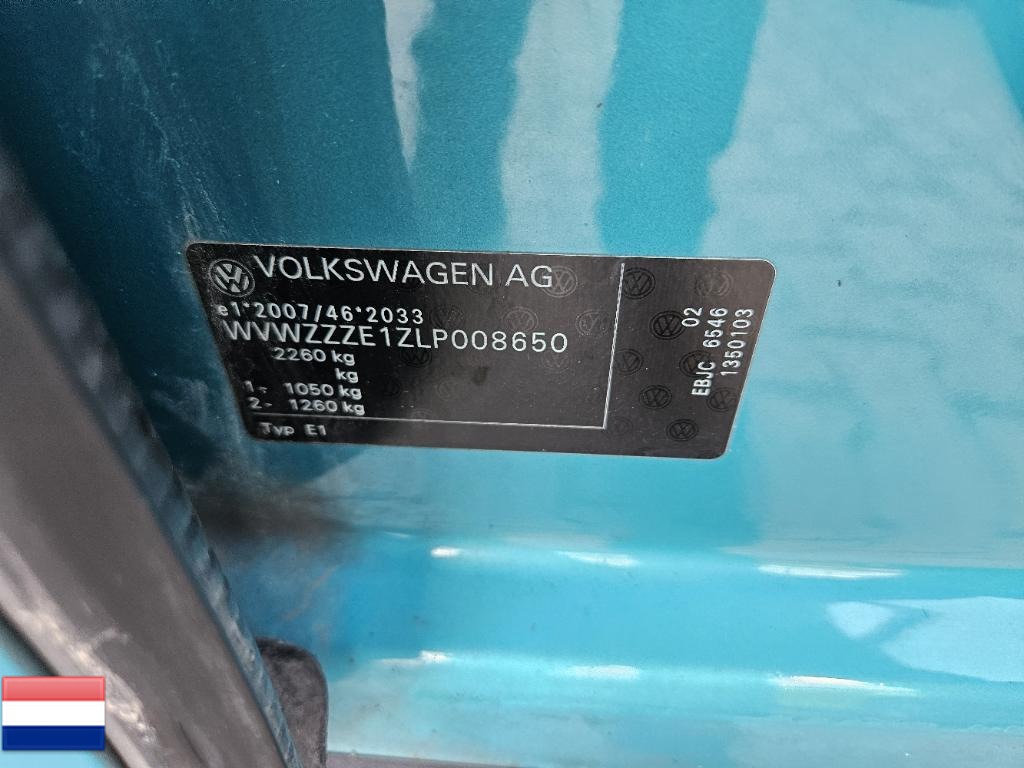 VOLKSWAGEN AG
e1*2007/46*2033
WVWZZZE1ZLP008650
2260 kg
kg
1- 1050 kg
2- 1260 kg
Typ E1
02
EBJC 6546
1350103